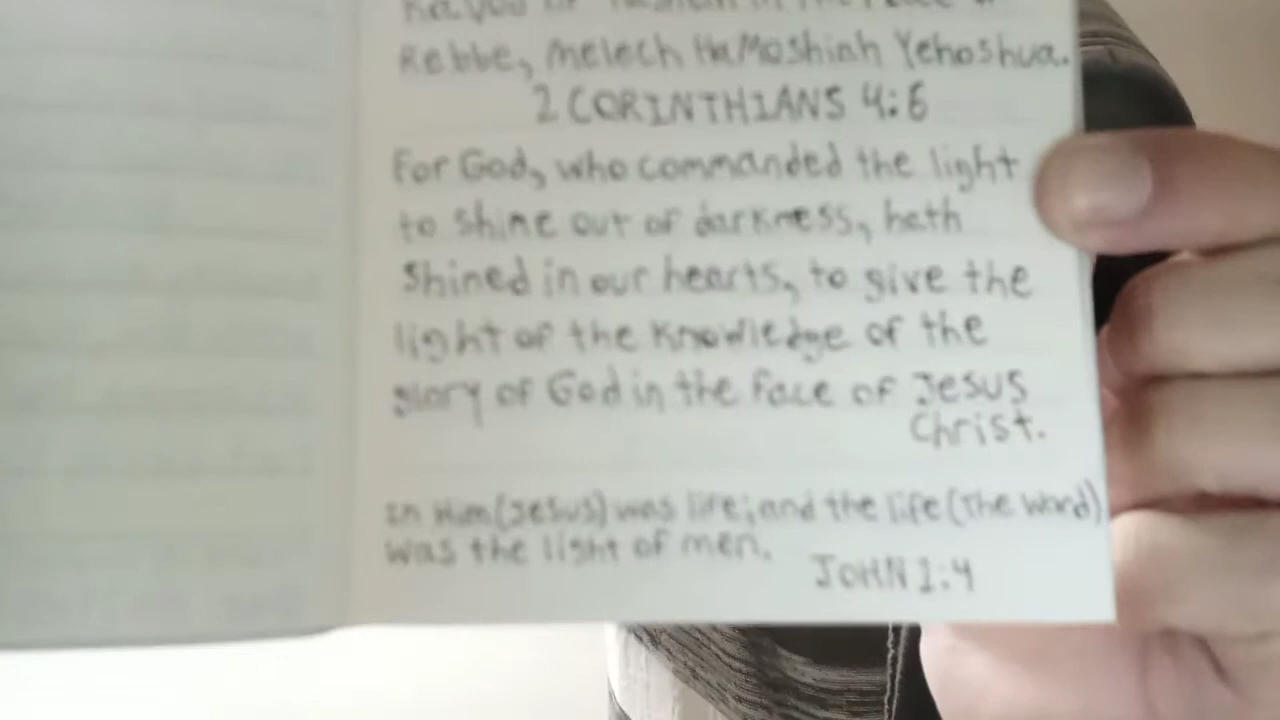 Rebbe, Melech HaMoshiah Yehoshua.
2 CORINTHIANS 4:6
For God, who commanded the light
to shine out of darkness, hath
shined in our hearts, to give the
light of the knowledge of the
glory of God in the face of Jesus
Christ.
In Him (Jesus) was life; and the life (The Word)
was the light of men.
JOHN 1:4